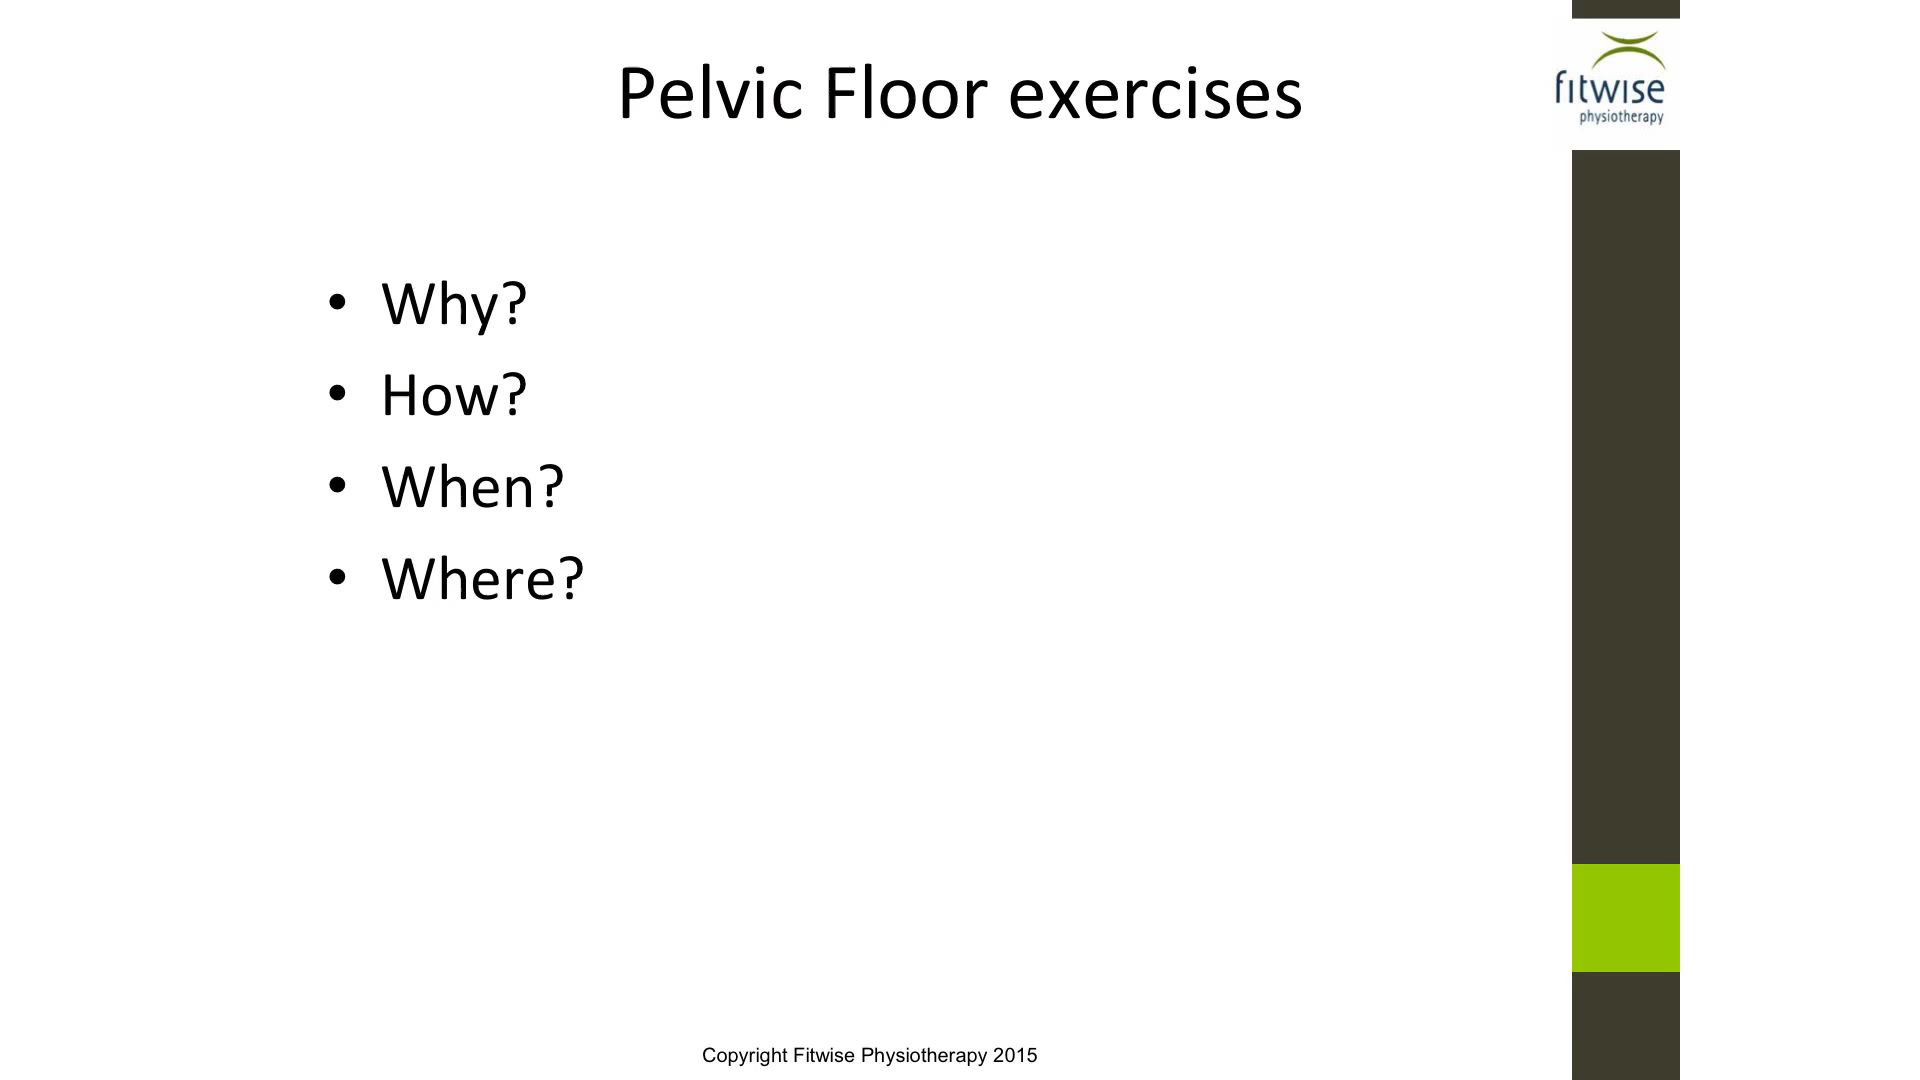 Pelvic Floor exercises
fitwise
physiotherapy
• Why?
• How?
• When?
• Where?
Copyright Fitwise Physiotherapy 2015